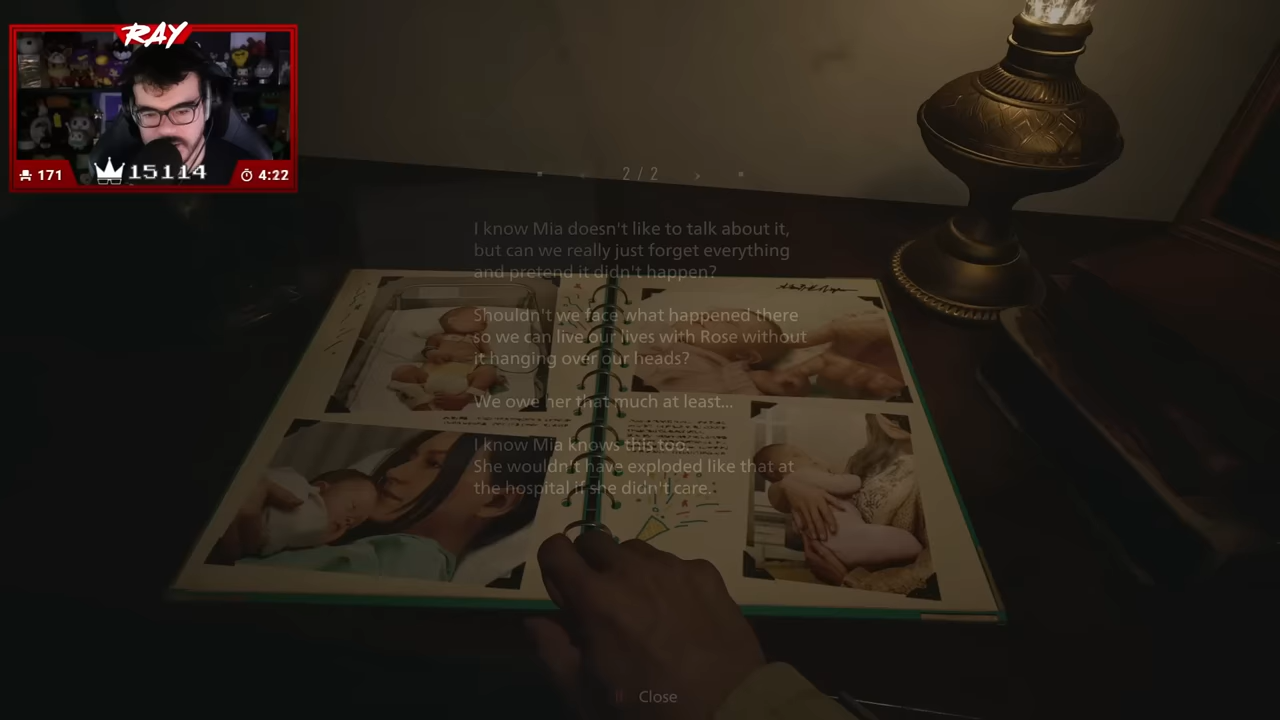 RAY
171
15114
4:22
2 / 2
I know Mia doesn't like to talk about it,
but can we really just forget everything
and pretend it didn't happen?
Shouldn't we face what happened there
so we can live our lives with Rose without
it hanging over our heads?
We owe her that much at least...
I know Mia knows this too.
She wouldn't have exploded like that at
the hospital if she didn't care.
Close